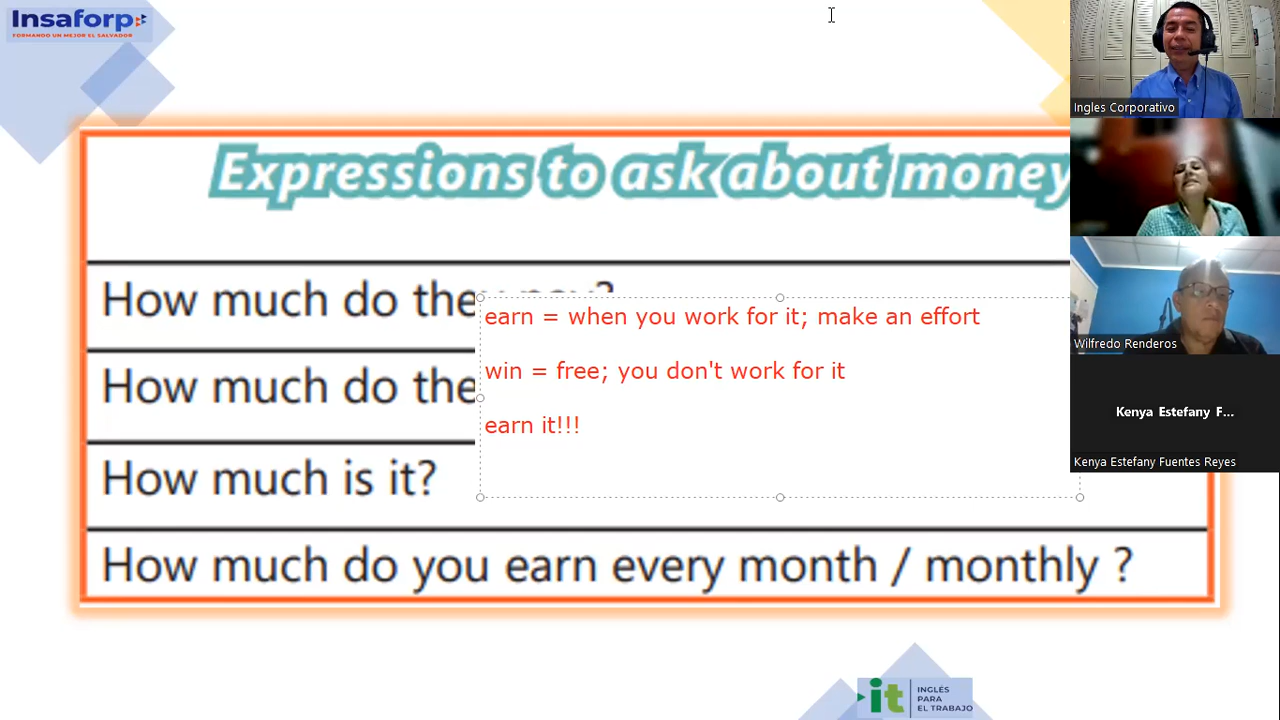 Insaforp
FORMANDO UN MEJOR EL SALVADOR
Expressions to ask about money
How much do they pay?
earn = when you work for it; make an effort
win = free; you don't work for it
How much do the
earn it!!!
How much is it?
How much do you earn every month / monthly ?
Ingles Corporativo
Wilfredo Renderos
Kenya Estefany F...
Kenya Estefany Fuentes Reyes
it
INGLÉS
PARA
EL TRABAJO